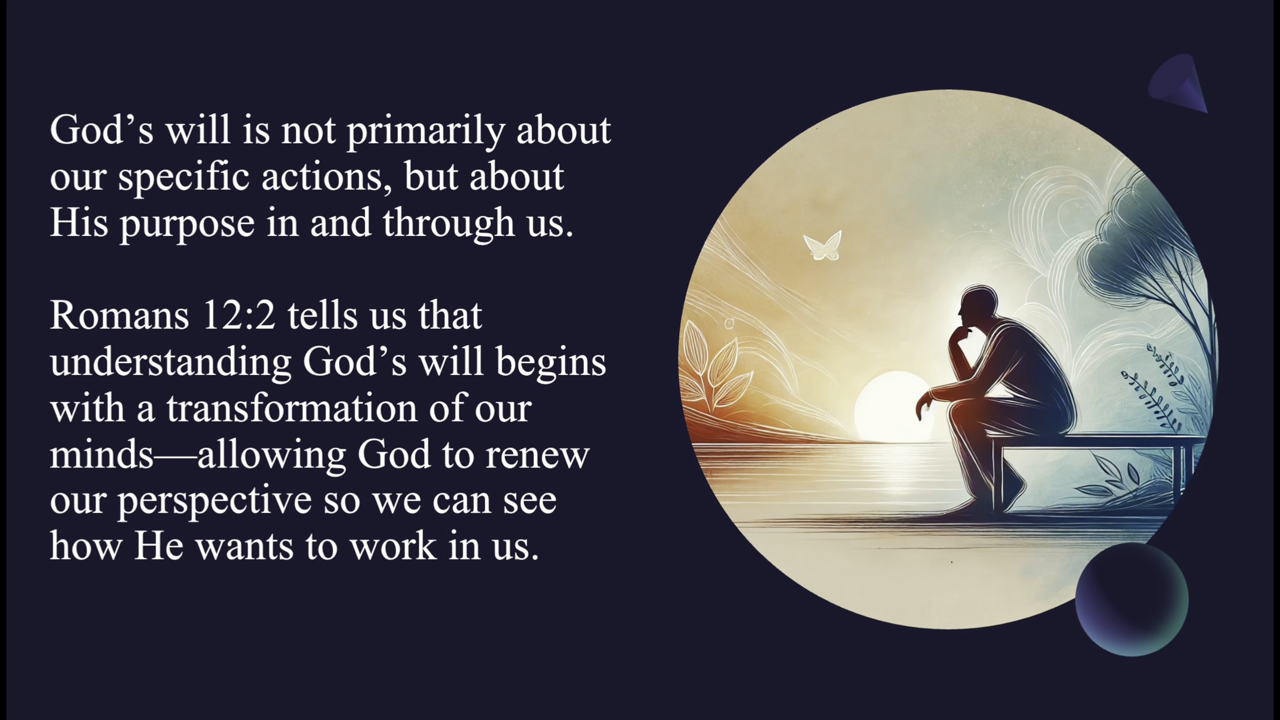 God’s will is not primarily about
our specific actions, but about
His purpose in and through us.
Romans 12:2 tells us that
understanding God’s will begins
with a transformation of our
minds—allowing God to renew
our perspective so we can see
how He wants to work in us.